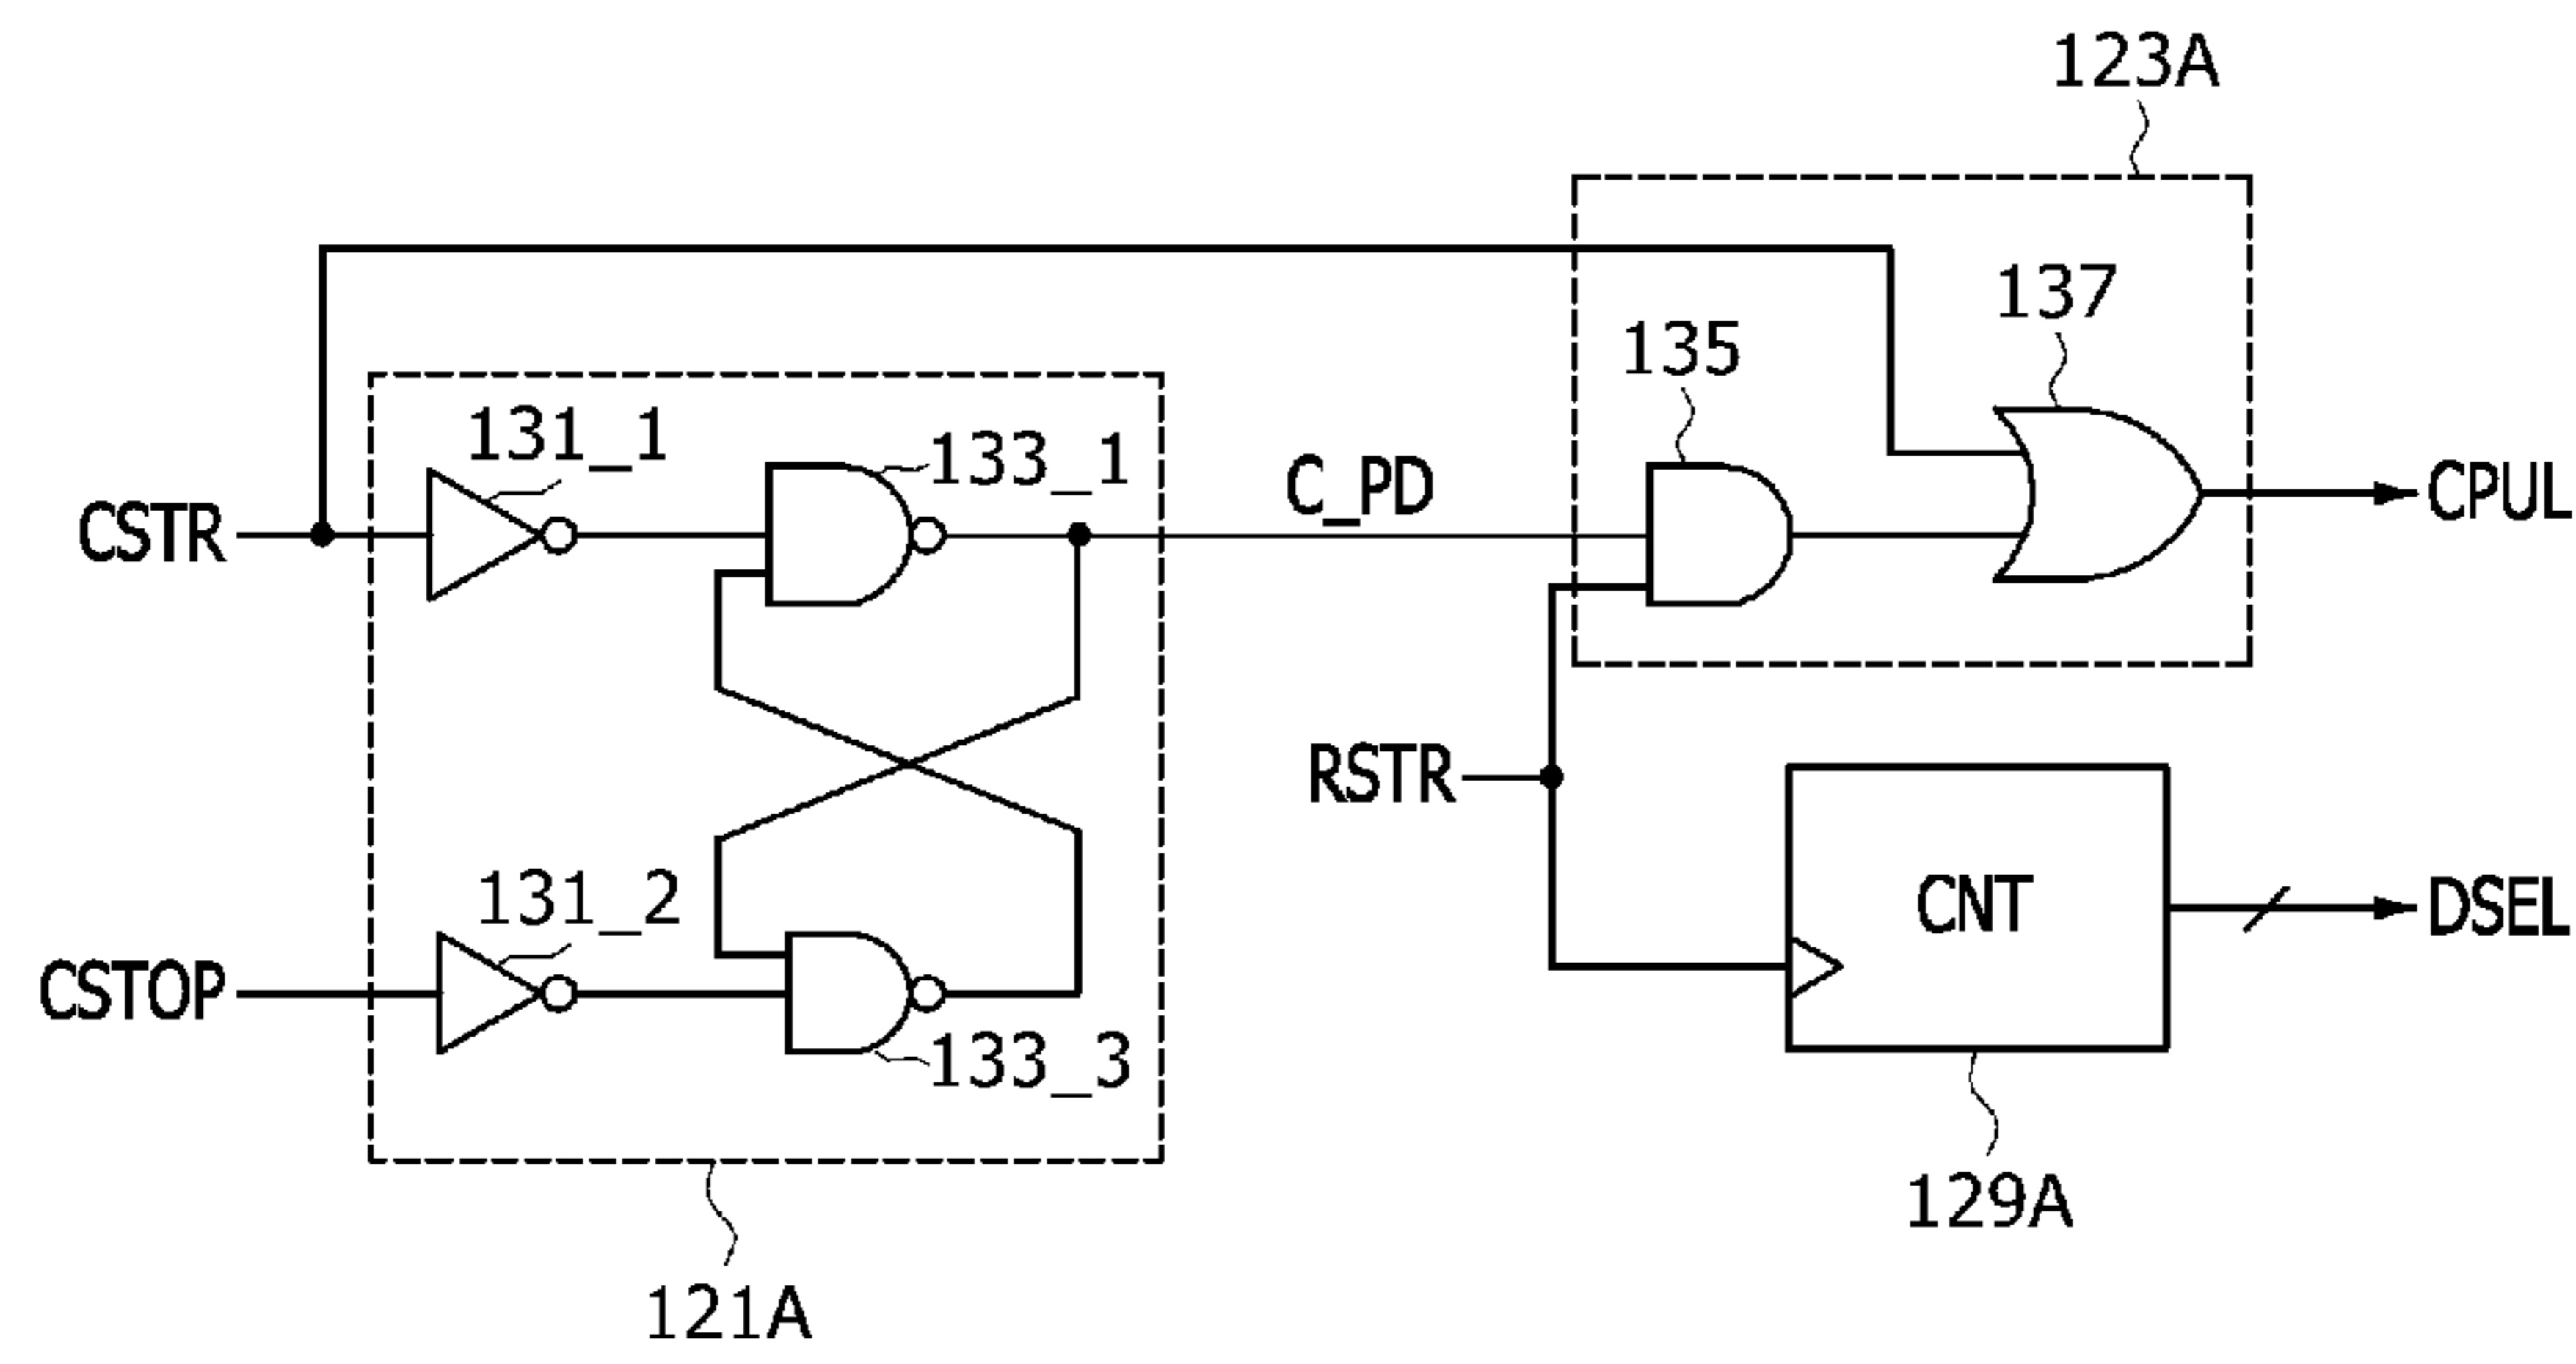 123A
137
135
131_1
133_1
C_PD
CSTR
CPUL
RSTR
131_2
CNT
DSEL
CSTOP
133_3
129A
121A